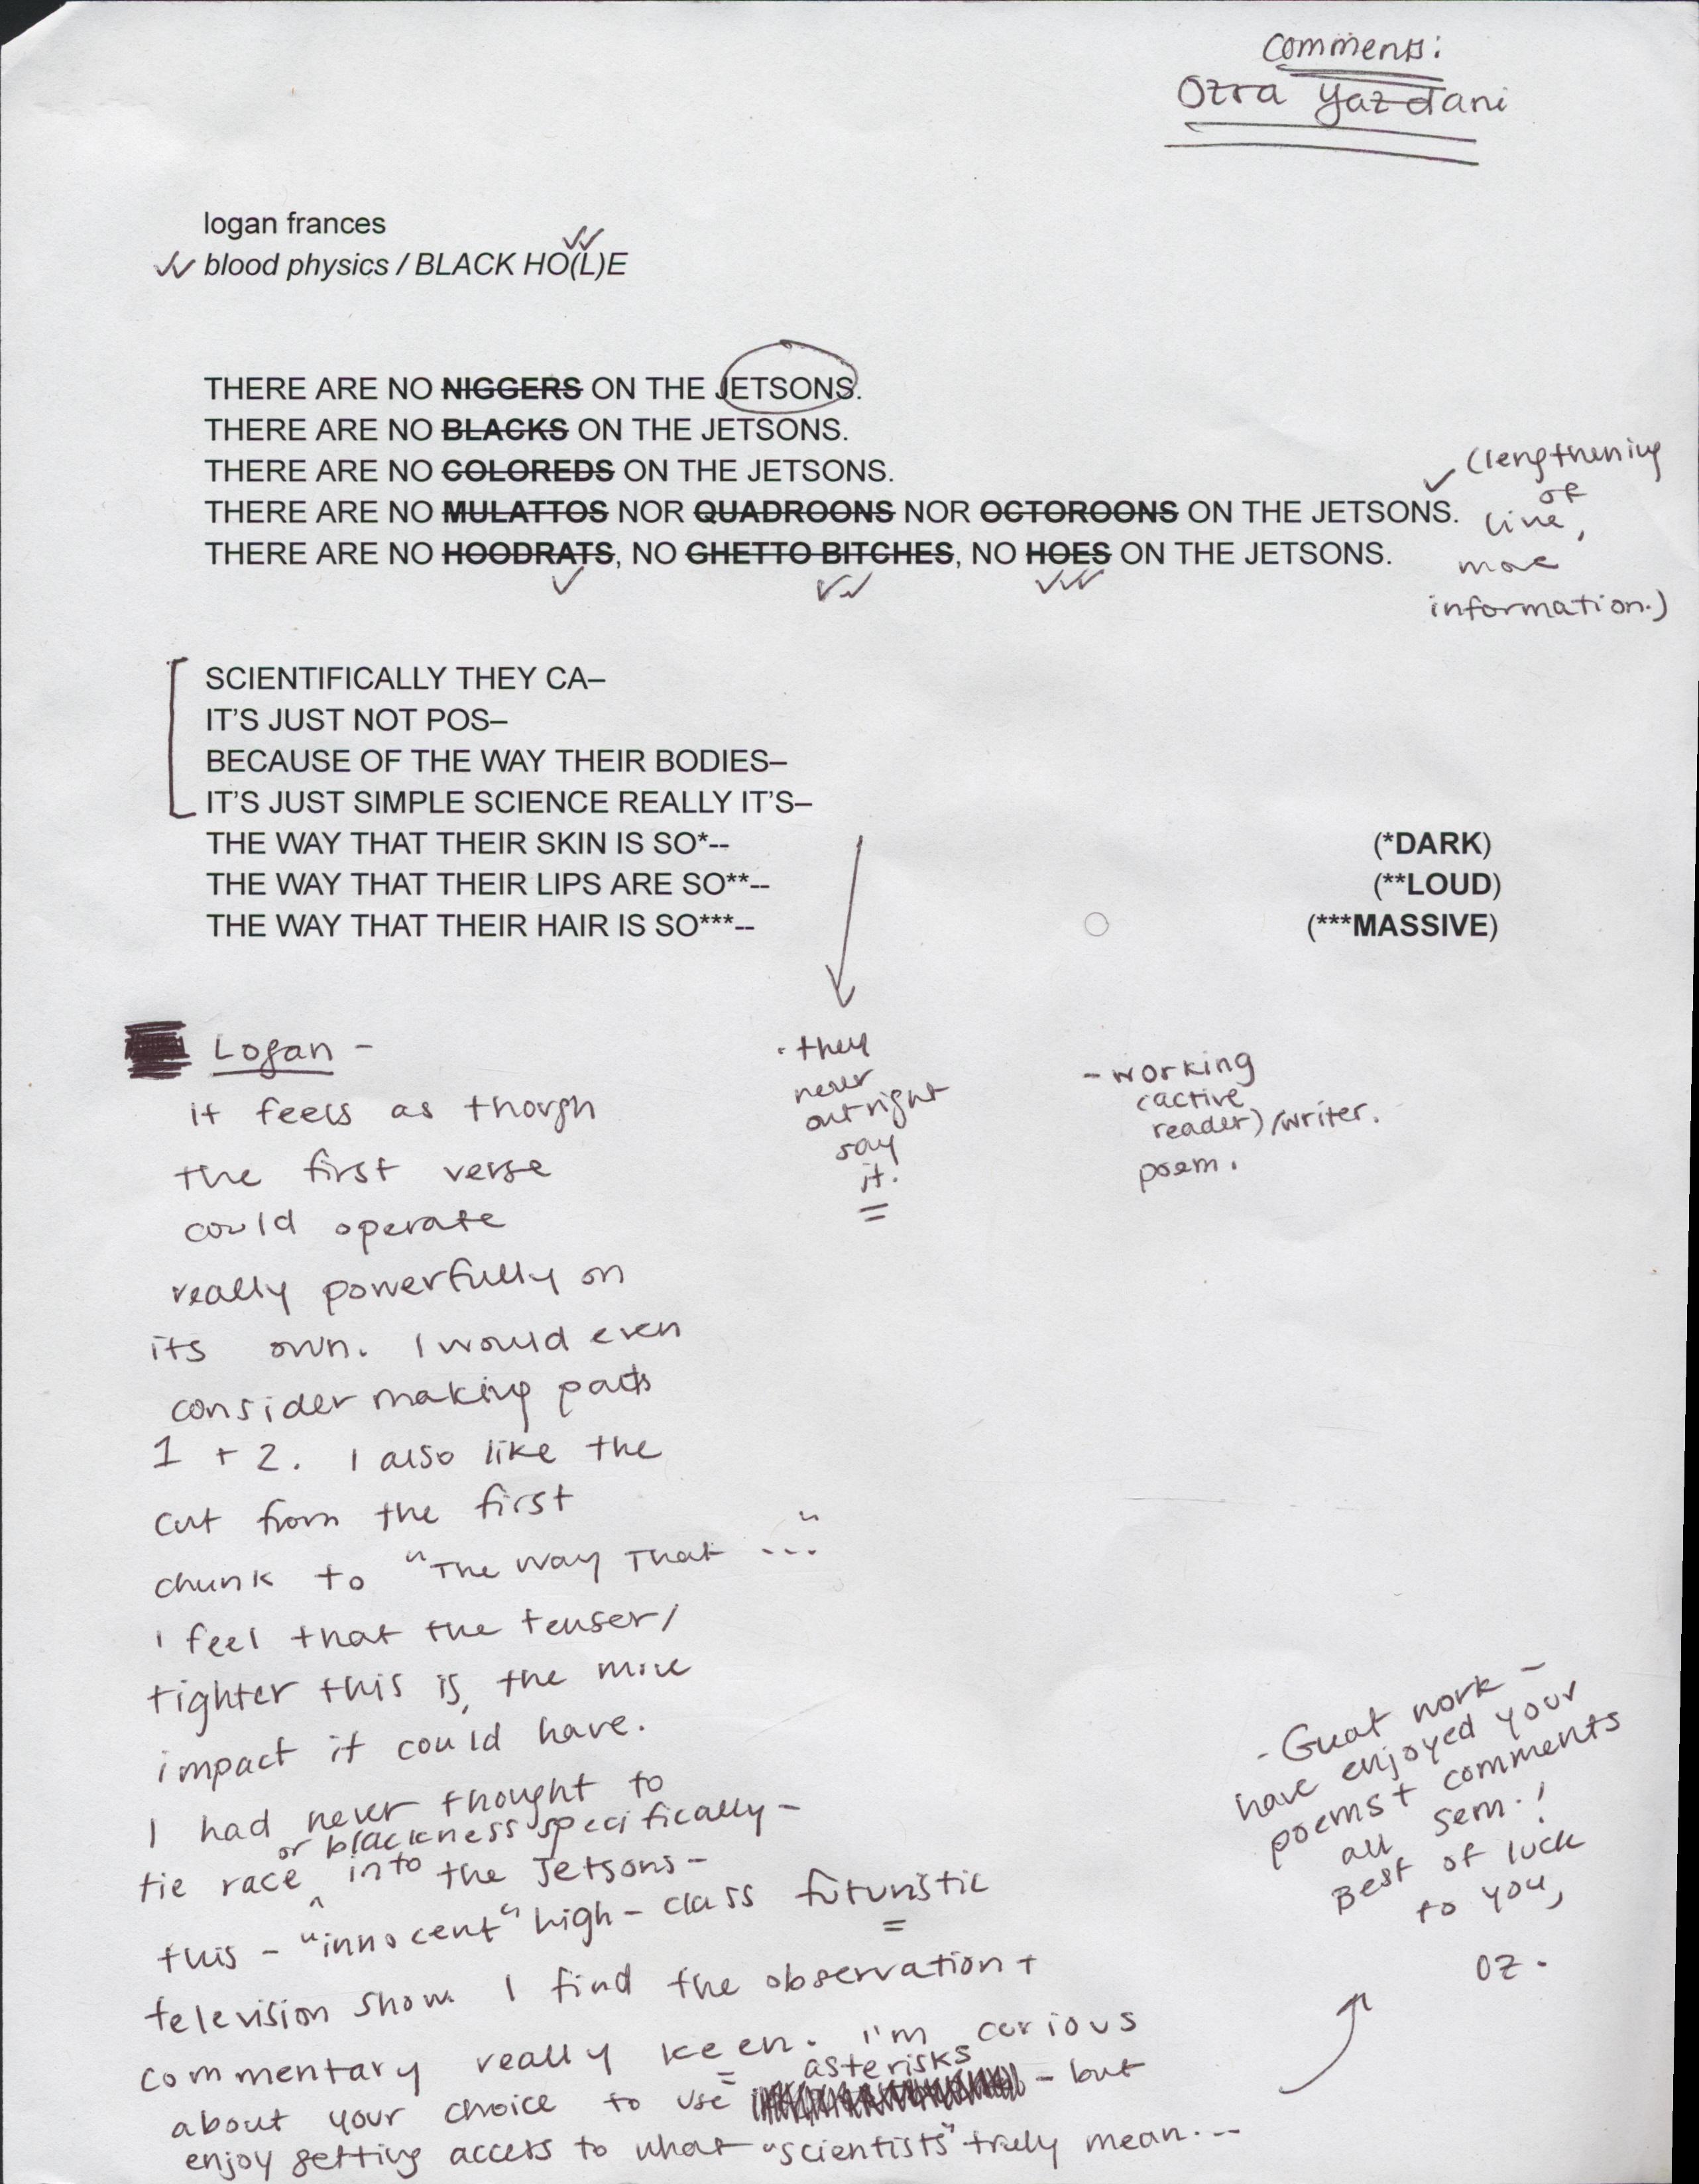 Comments:
Ozra Yazdani
logan frances
blood physics / BLACK HO(L)E
THERE ARE NO NIGGERS ON THE JETSONS.
THERE ARE NO BLACKS ON THE JETSONS.
THERE ARE NO COLOREDS ON THE JETSONS.
THERE ARE NO MULATTOS NOR QUADROONS NOR OCTOROONS ON THE JETSONS.
THERE ARE NO HOODRATS, NO GHETTO BITCHES, NO HOES ON THE JETSONS.
(lengthening
of
line,
more
information.)
SCIENTIFICALLY THEY CA–
IT'S JUST NOT POS–
BECAUSE OF THE WAY THEIR BODIES–
IT'S JUST SIMPLE SCIENCE REALLY IT'S–
THE WAY THAT THEIR SKIN IS SO*-- (*DARK)
THE WAY THAT THEIR LIPS ARE SO**-- (**LOUD)
THE WAY THAT THEIR HAIR IS SO***-- (***MASSIVE)
· they
never
outright
say
it.
- working
(active
reader)/writer.
poem.
Logan -
it feels as though
the first verse
could operate
really powerfully on
its own. I would even
consider making parts
1 + 2. I also like the
cut from the first
chunk to "The Way That ..."
I feel that the tenser/
tighter this is, the more
impact it could have.
I had never thought to
or blackness specifically -
tie race ^ into the Jetsons -
this - "innocent" high-class futuristic
television show. I find the observation +
commentary really keen. I'm curious
asterisks
about your choice to use - but
enjoy getting access to what "scientists" truly mean...
- Great work -
have enjoyed your
poems + comments
all sem.!
Best of luck
to you,
OZ.